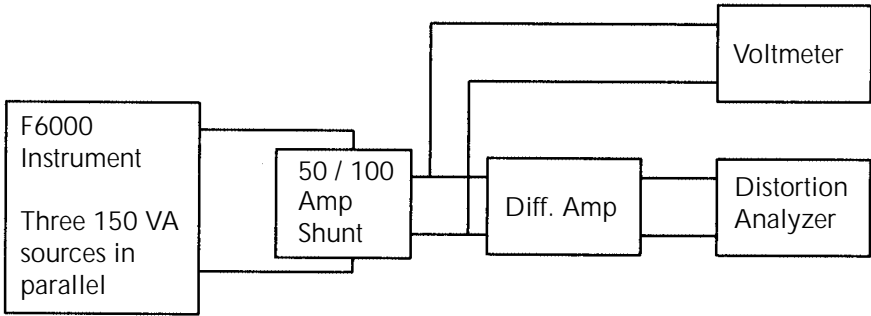 F6000
Instrument
Three 150 VA
sources in
parallel
50 / 100
Amp
Shunt
Diff. Amp
Voltmeter
Distortion
Analyzer